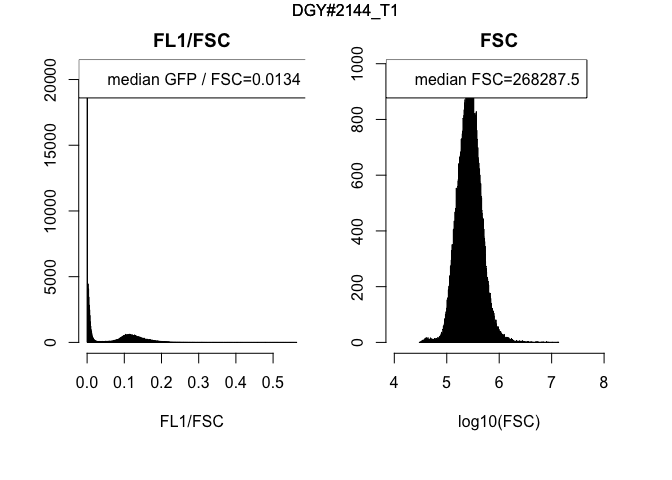 DGY#2144_T1
FL1/FSC
median GFP / FSC=0.0134
0
5000
10000
15000
20000
0.0 0.1 0.2 0.3 0.4 0.5
FL1/FSC
FSC
median FSC=268287.5
0
200
400
600
800
1000
4 5 6 7 8
log10(FSC)